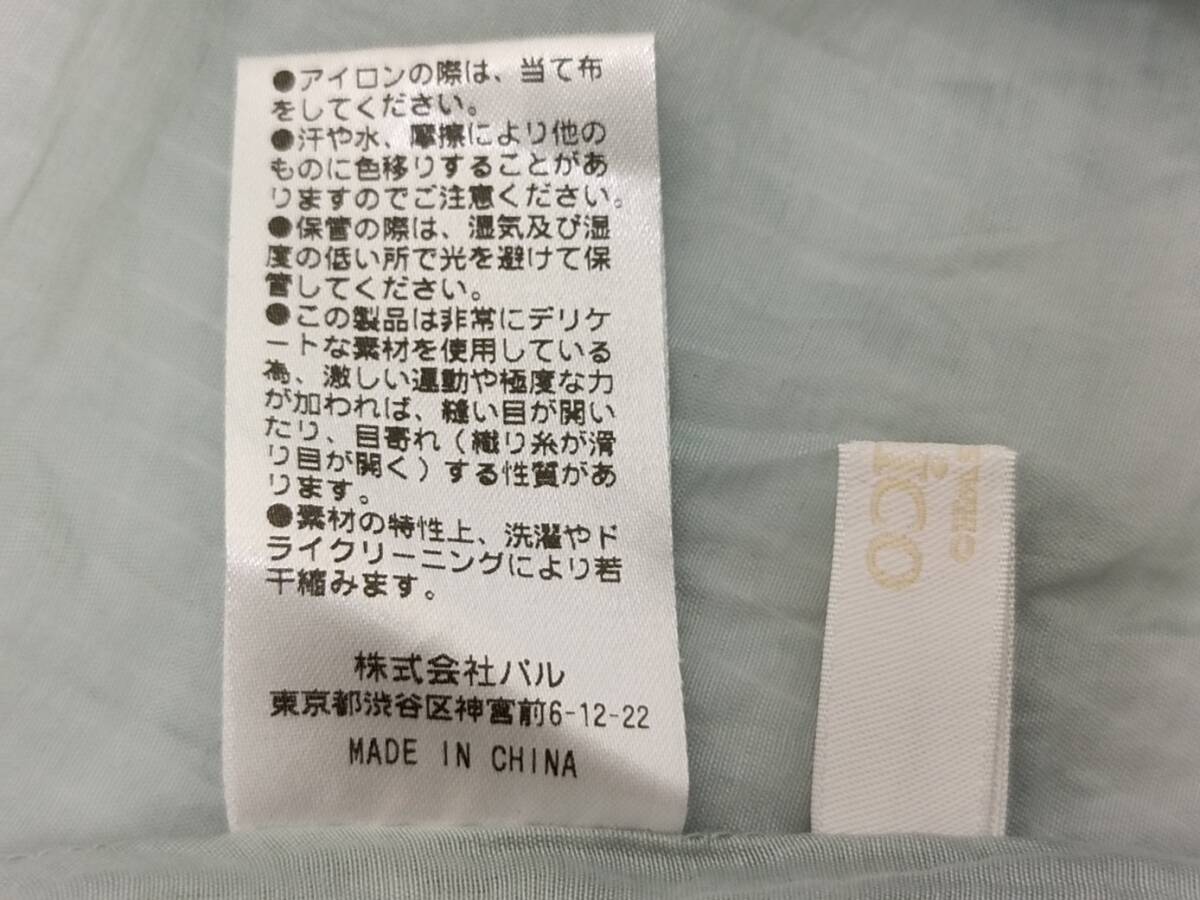 ●アイロンの際は、当て布
をしてください。
●汗や水、摩擦により他の
ものに色移りすることがあ
りますのでご注意ください。
●保管の際は、湿気及び湿
度の低い所で光を避けて保
管してください。
●この製品は非常にデリケ
ートな素材を使用している
為、激しい運動や極度な力
が加われば、縫い目が開い
たり、目寄れ(織り糸が滑
り目が開く)する性質があ
ります。
●素材の特性上、洗濯やド
ライクリーニングにより若
干縮みます。
株式会社パル
東京都渋谷区神宮前6-12-22
MADE IN CHINA
ico